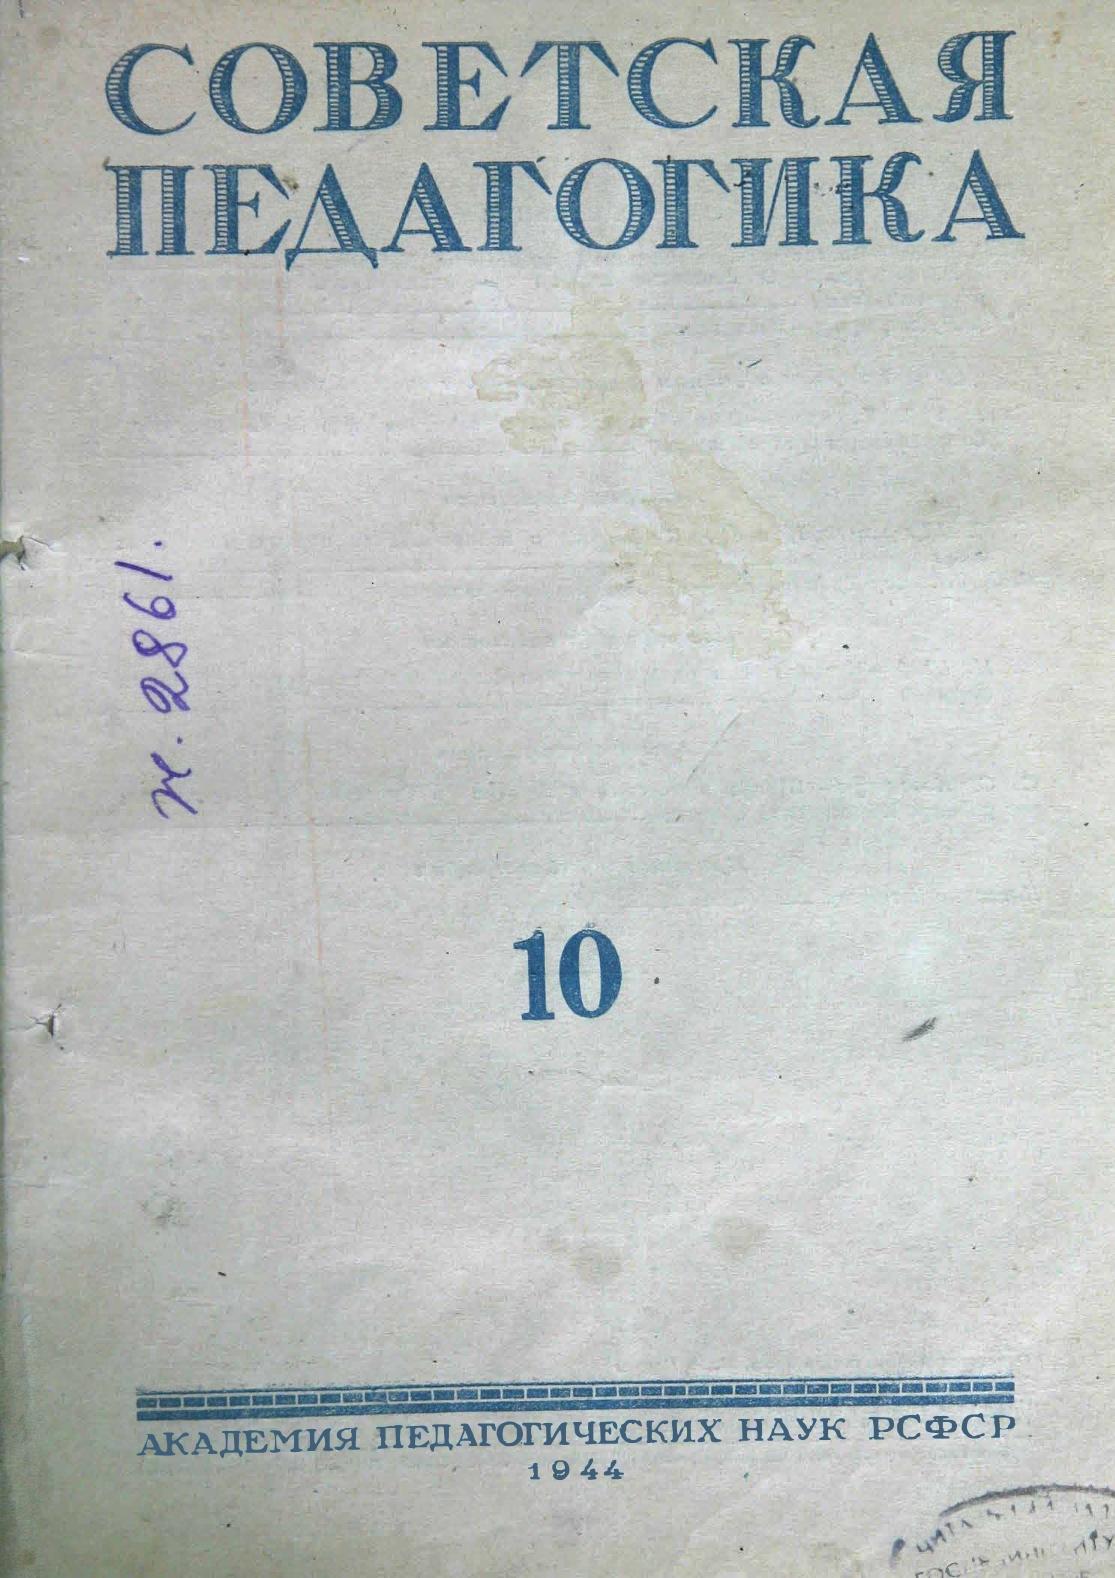 СОВЕТСКАЯ
ПЕДАГОГИКА
н. 2861.
10
АКАДЕМИЯ ПЕДАГОГИЧЕСКИХ НАУК РСФСР
1944